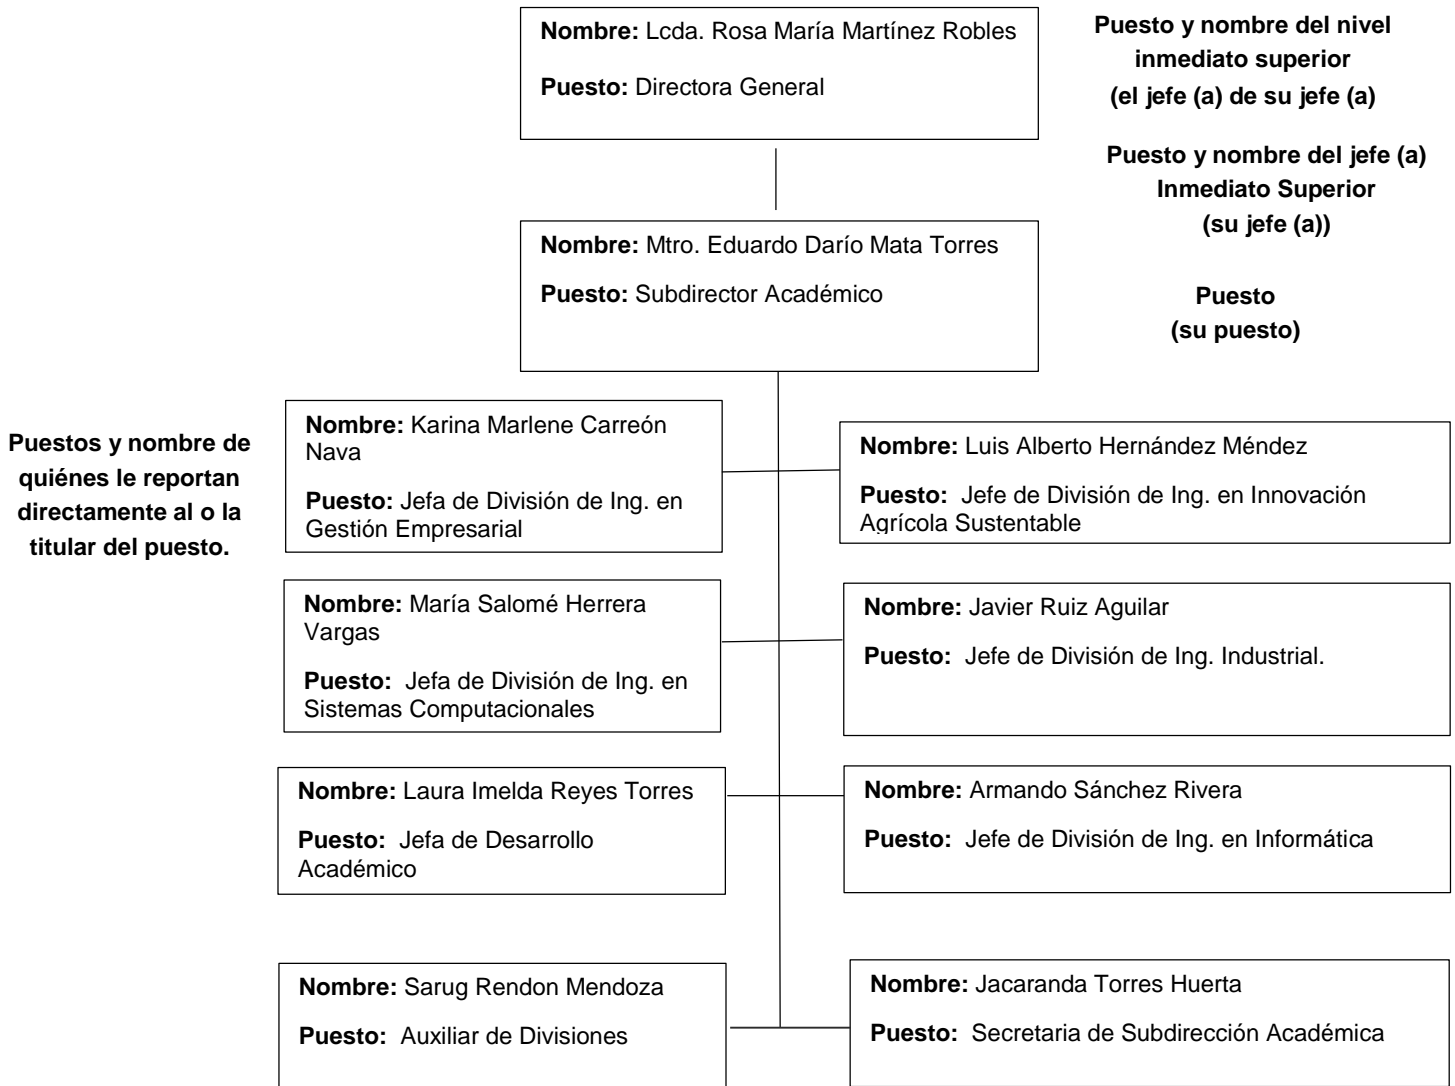 Nombre: Lcda. Rosa María Martínez Robles
Puesto: Directora General
Puesto y nombre del nivel
inmediato superior
(el jefe (a) de su jefe (a)
Puesto y nombre del jefe (a)
Inmediato Superior
(su jefe (a))
Nombre: Mtro. Eduardo Darío Mata Torres
Puesto: Subdirector Académico
Puesto
(su puesto)
Puestos y nombre de
quiénes le reportan
directamente al o la
titular del puesto.
Nombre: Karina Marlene Carreón
Nava
Puesto: Jefa de División de Ing. en
Gestión Empresarial
Nombre: Luis Alberto Hernández Méndez
Puesto: Jefe de División de Ing. en Innovación
Agrícola Sustentable
Nombre: María Salomé Herrera
Vargas
Puesto: Jefa de División de Ing. en
Sistemas Computacionales
Nombre: Javier Ruiz Aguilar
Puesto: Jefe de División de Ing. Industrial.
Nombre: Laura Imelda Reyes Torres
Puesto: Jefa de Desarrollo
Académico
Nombre: Armando Sánchez Rivera
Puesto: Jefe de División de Ing. en Informática
Nombre: Sarug Rendon Mendoza
Puesto: Auxiliar de Divisiones
Nombre: Jacaranda Torres Huerta
Puesto: Secretaria de Subdirección Académica